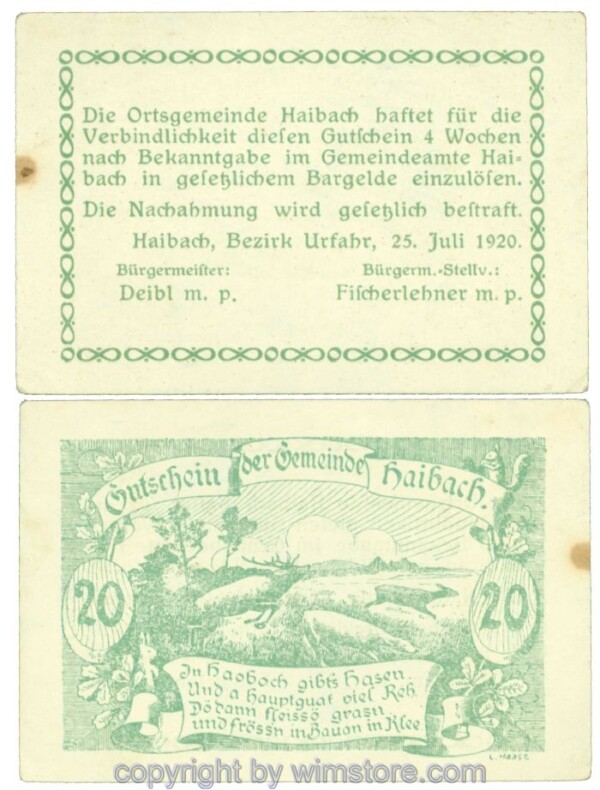 Die Ortsgemeinde Haibach haftet für die
Verbindlichkeit diesen Gutschein 4 Wochen
nach Bekanntgabe im Gemeindeamte Hai=
bach in gesetzlichem Bargelde einzulösen.
Die Nachahmung wird gesetzlich bestraft.
Haibach, Bezirk Urfahr, 25. Juli 1920.
Bürgermeister: Bürgerm.-Stellv.:
Deibl m. p. Fischerlehner m. p.
Gutschein der Gemeinde Haibach.
20 20
In Haoboch gibts Hasen.
Und a Hauptguat viel Reh
Dö dann fleissö grasn
und frössn in Bauan in Klee
L. HAASE
copyright by wimstore.com